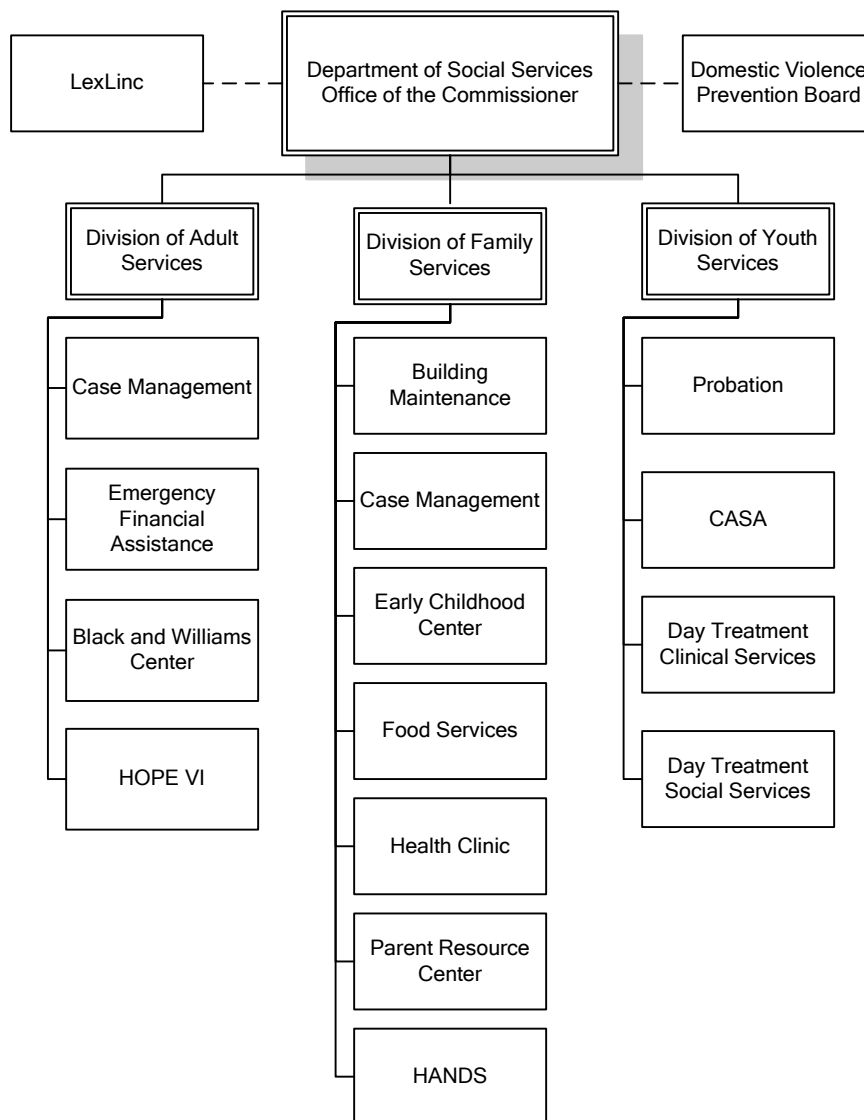 LexLinc
Department of Social Services
Office of the Commissioner
Domestic Violence
Prevention Board
Division of Adult
Services
Division of Family
Services
Division of Youth
Services
Case Management
Emergency
Financial
Assistance
Black and Williams
Center
HOPE VI
Building
Maintenance
Case Management
Early Childhood
Center
Food Services
Health Clinic
Parent Resource
Center
HANDS
Probation
CASA
Day Treatment
Clinical Services
Day Treatment
Social Services